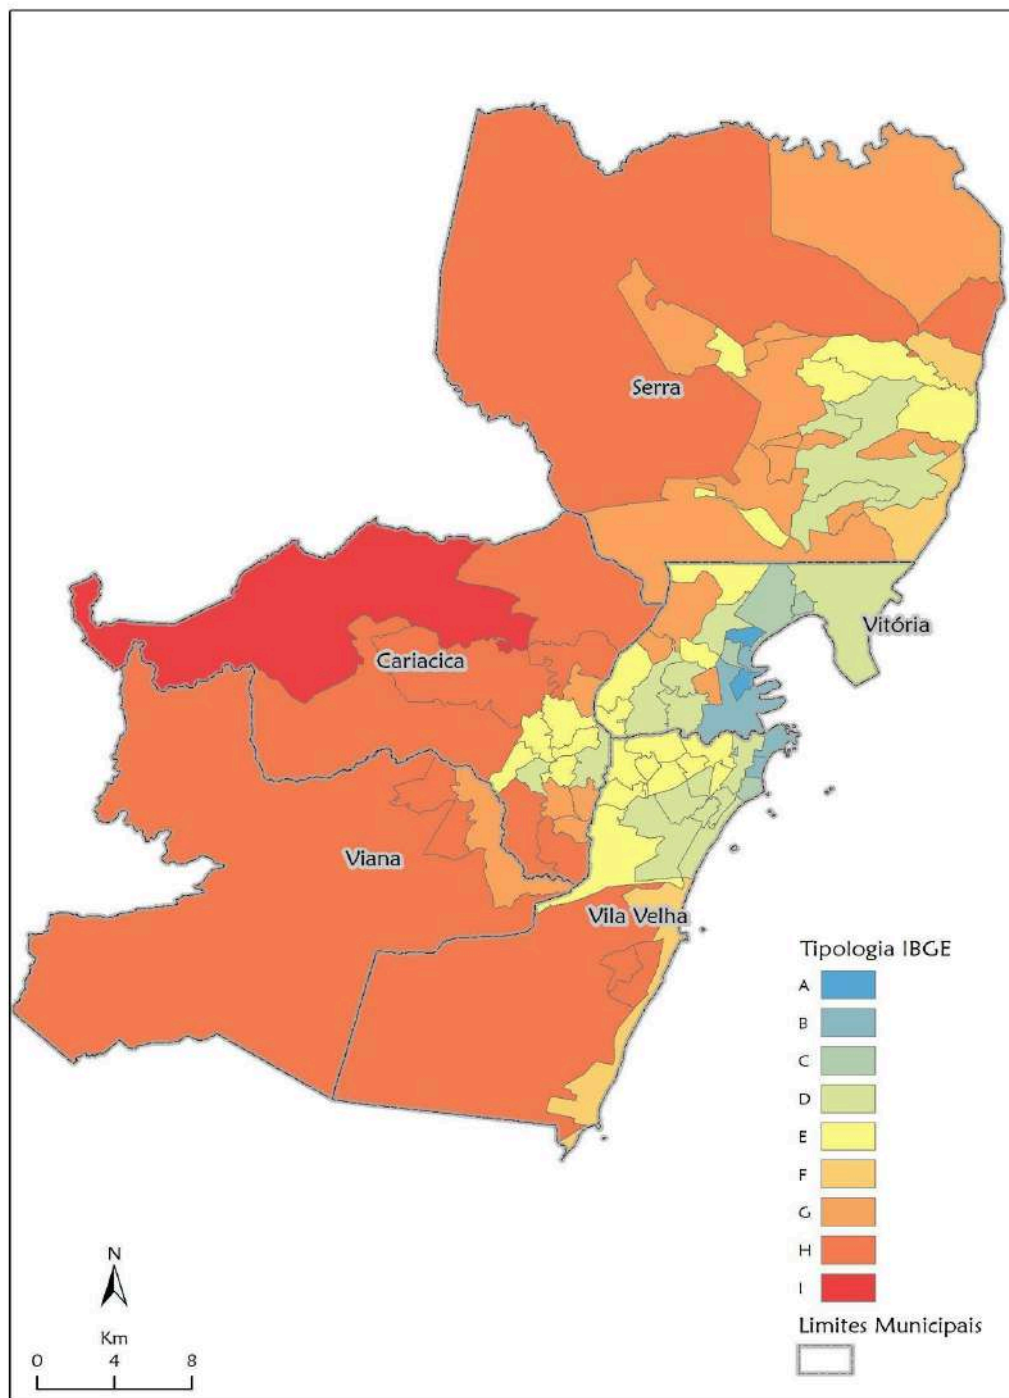 Serra
Vitória
Cariacica
Viana
Vila Velha
Tipologia IBGE
A
B
C
D
E
F
G
H
I
Limites Municipais
N
Km
0 4 8